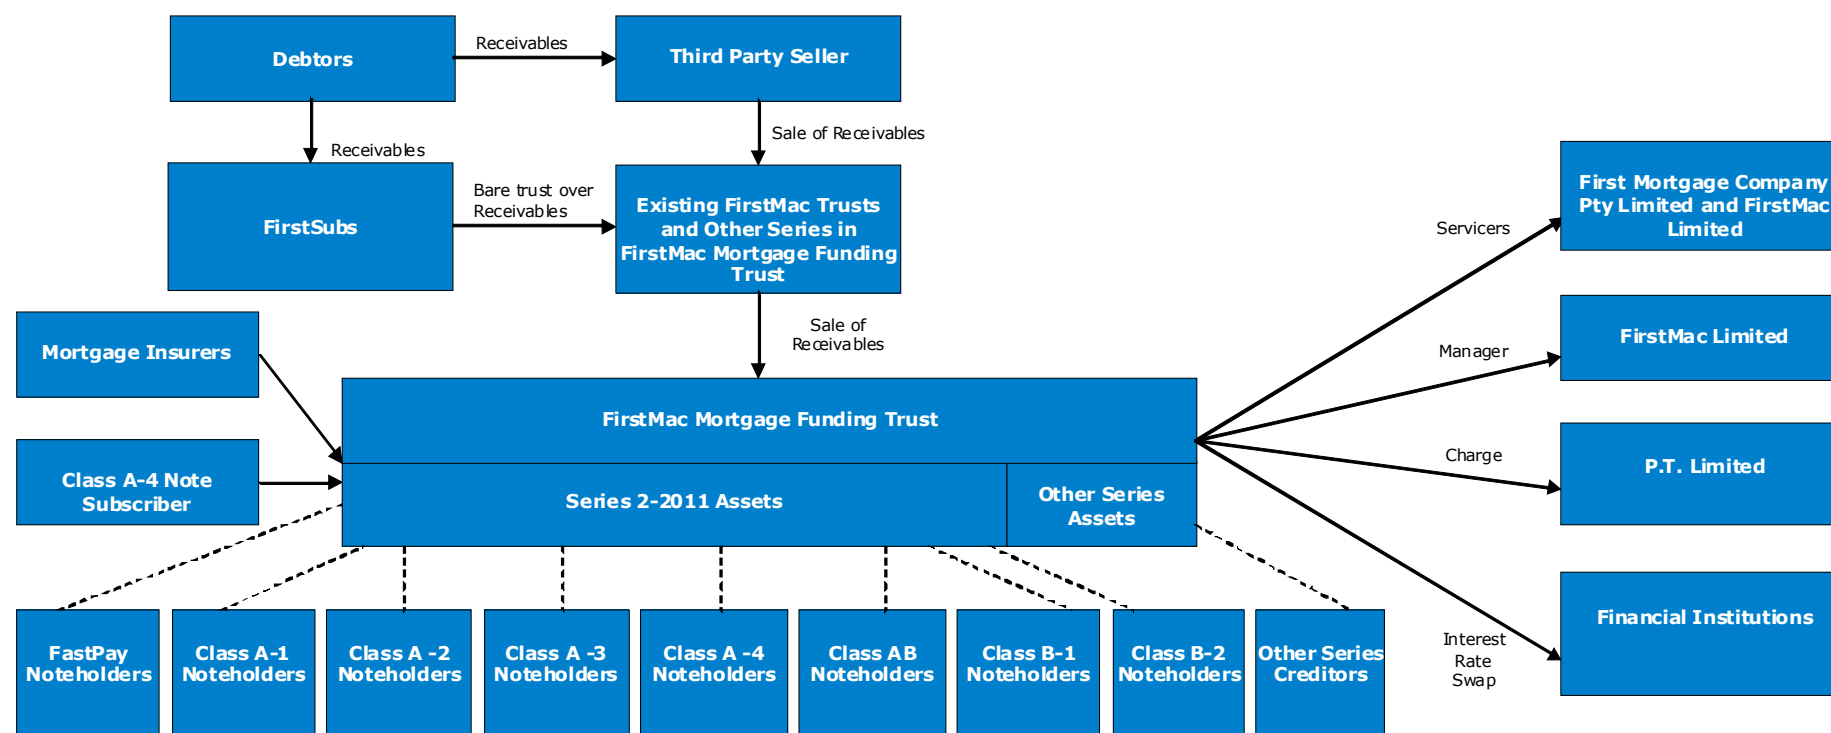 Debtors
Receivables
Third Party Seller
Receivables
Sale of Receivables
FirstSubs
Bare trust over
Receivables
Existing FirstMac Trusts
and Other Series in
FirstMac Mortgage Funding
Trust
Sale of
Receivables
Mortgage Insurers
Class A-4 Note
Subscriber
FirstMac Mortgage Funding Trust
Series 2-2011 Assets
Other Series
Assets
Servicers
First Mortgage Company
Pty Limited and FirstMac
Limited
Manager
FirstMac Limited
Charge
P.T. Limited
Interest
Rate
Swap
Financial Institutions
FastPay
Noteholders
Class A-1
Noteholders
Class A -2
Noteholders
Class A -3
Noteholders
Class A -4
Noteholders
Class AB
Noteholders
Class B-1
Noteholders
Class B-2
Noteholders
Other Series
Creditors